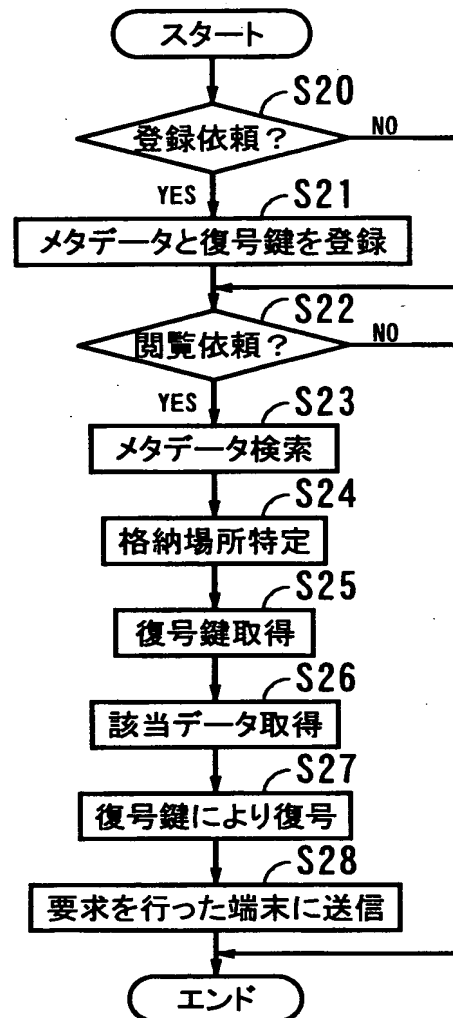 スタート
S20
登録依頼？
NO
YES
S21
メタデータと復号鍵を登録
S22
閲覧依頼？
NO
YES
S23
メタデータ検索
S24
格納場所特定
S25
復号鍵取得
S26
該当データ取得
S27
復号鍵により復号
S28
要求を行った端末に送信
エンド